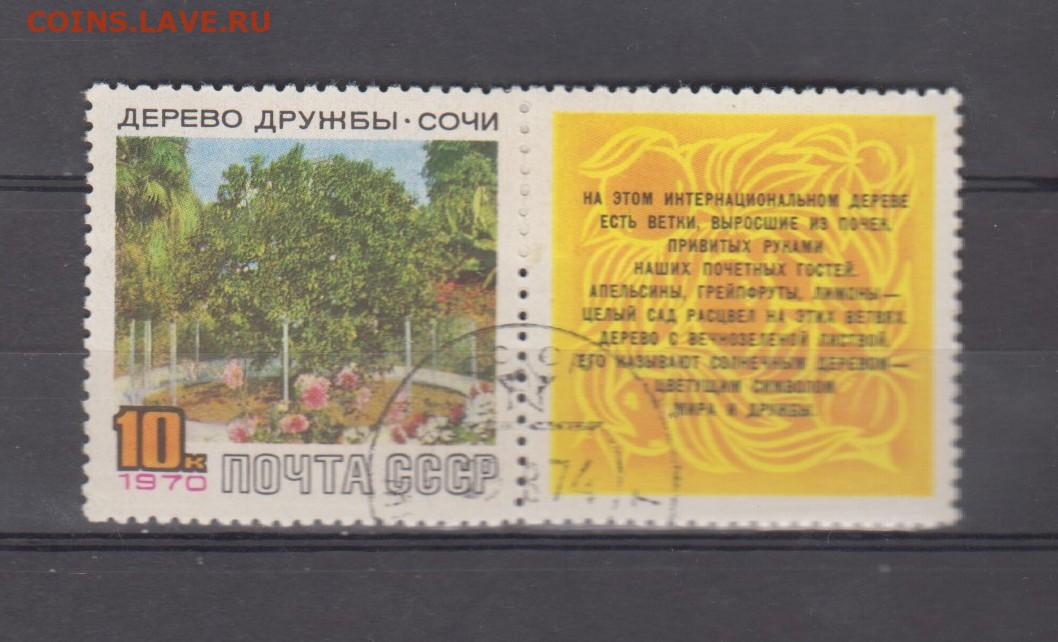 COINS.LAVE.RU
ДЕРЕВО ДРУЖБЫ · СОЧИ
10к
1970 ПОЧТА СССР
НА ЭТОМ ИНТЕРНАЦИОНАЛЬНОМ ДЕРЕВЕ
ЕСТЬ ВЕТКИ, ВЫРОСШИЕ ИЗ ПОЧЕК,
ПРИВИТЫХ РУКАМИ
НАШИХ ПОЧЕТНЫХ ГОСТЕЙ.
АПЕЛЬСИНЫ, ГРЕЙПФРУТЫ, ЛИМОНЫ—
ЦЕЛЫЙ САД РАСЦВЕЛ НА ЭТИХ ВЕТВЯХ.
ДЕРЕВО С ВЕЧНОЗЕЛЕНОЙ ЛИСТВОЙ,
ЕГО НАЗЫВАЮТ СОЛНЕЧНЫМ ДЕРЕВОМ—
ЦВЕТУЩИМ СИМВОЛОМ
МИРА И ДРУЖБЫ.